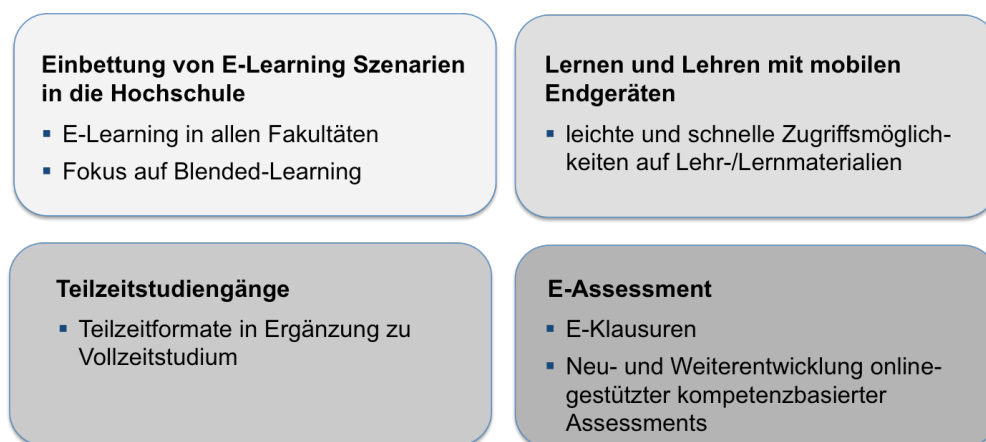 Einbettung von E-Learning Szenarien
in die Hochschule
▪ E-Learning in allen Fakultäten
▪ Fokus auf Blended-Learning
Lernen und Lehren mit mobilen
Endgeräten
▪ leichte und schnelle Zugriffsmöglich-
keiten auf Lehr-/Lernmaterialien
Teilzeitstudiengänge
▪ Teilzeitformate in Ergänzung zu
Vollzeitstudium
E-Assessment
▪ E-Klausuren
▪ Neu- und Weiterentwicklung online-
gestützter kompetenzbasierter
Assessments